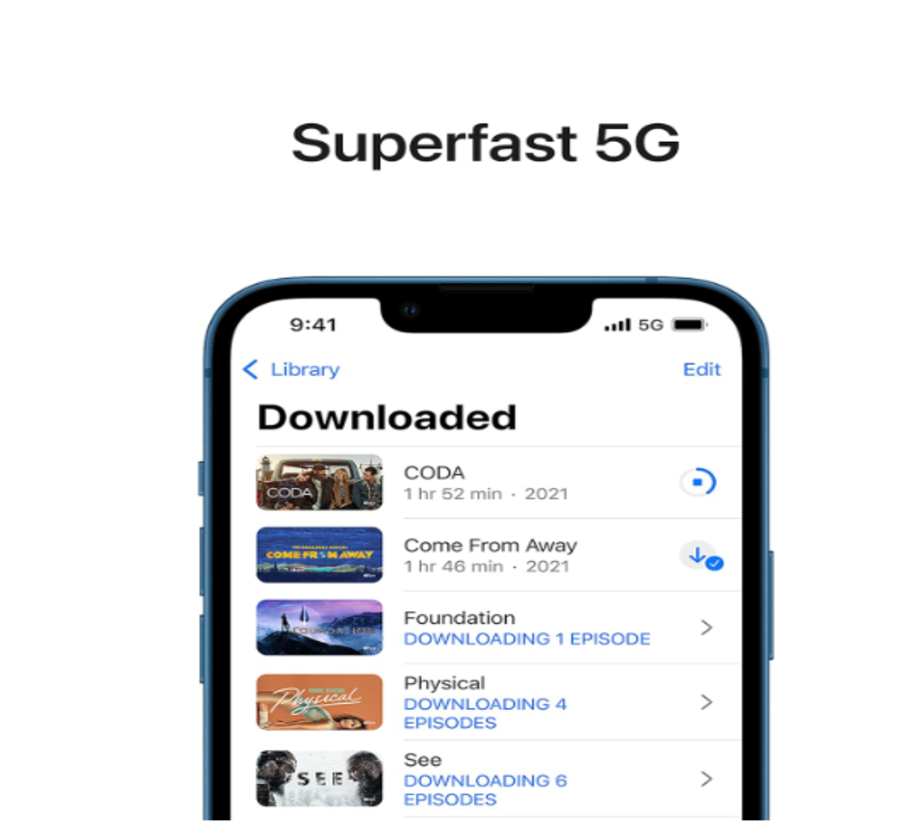 Superfast 5G
9:41
5G
Library
Edit
Downloaded
CODA
CODA
1 hr 52 min · 2021
COME FROM AWAY
Come From Away
1 hr 46 min · 2021
FOUNDATION
Foundation
DOWNLOADING 1 EPISODE
Physical
Physical
DOWNLOADING 4
EPISODES
SEE
See
DOWNLOADING 6
EPISODES